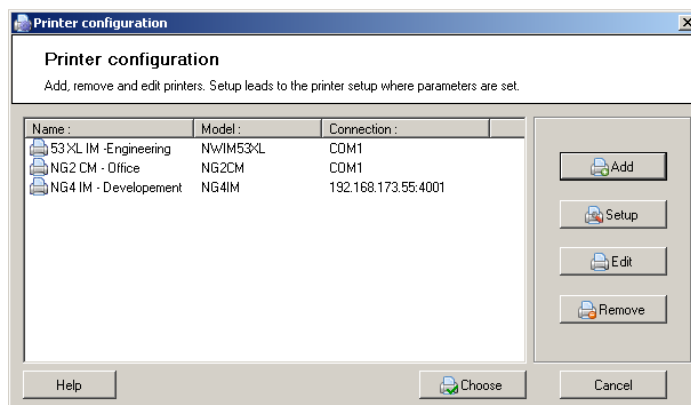 Printer configuration
Printer configuration
Add, remove and edit printers. Setup leads to the printer setup where parameters are set.
Name : Model : Connection :
53 XL IM -Engineering NWIM53XL COM1
NG2 CM - Office NG2CM COM1
NG4 IM - Developement NG4IM 192.168.173.55:4001
Add
Setup
Edit
Remove
Help Choose Cancel